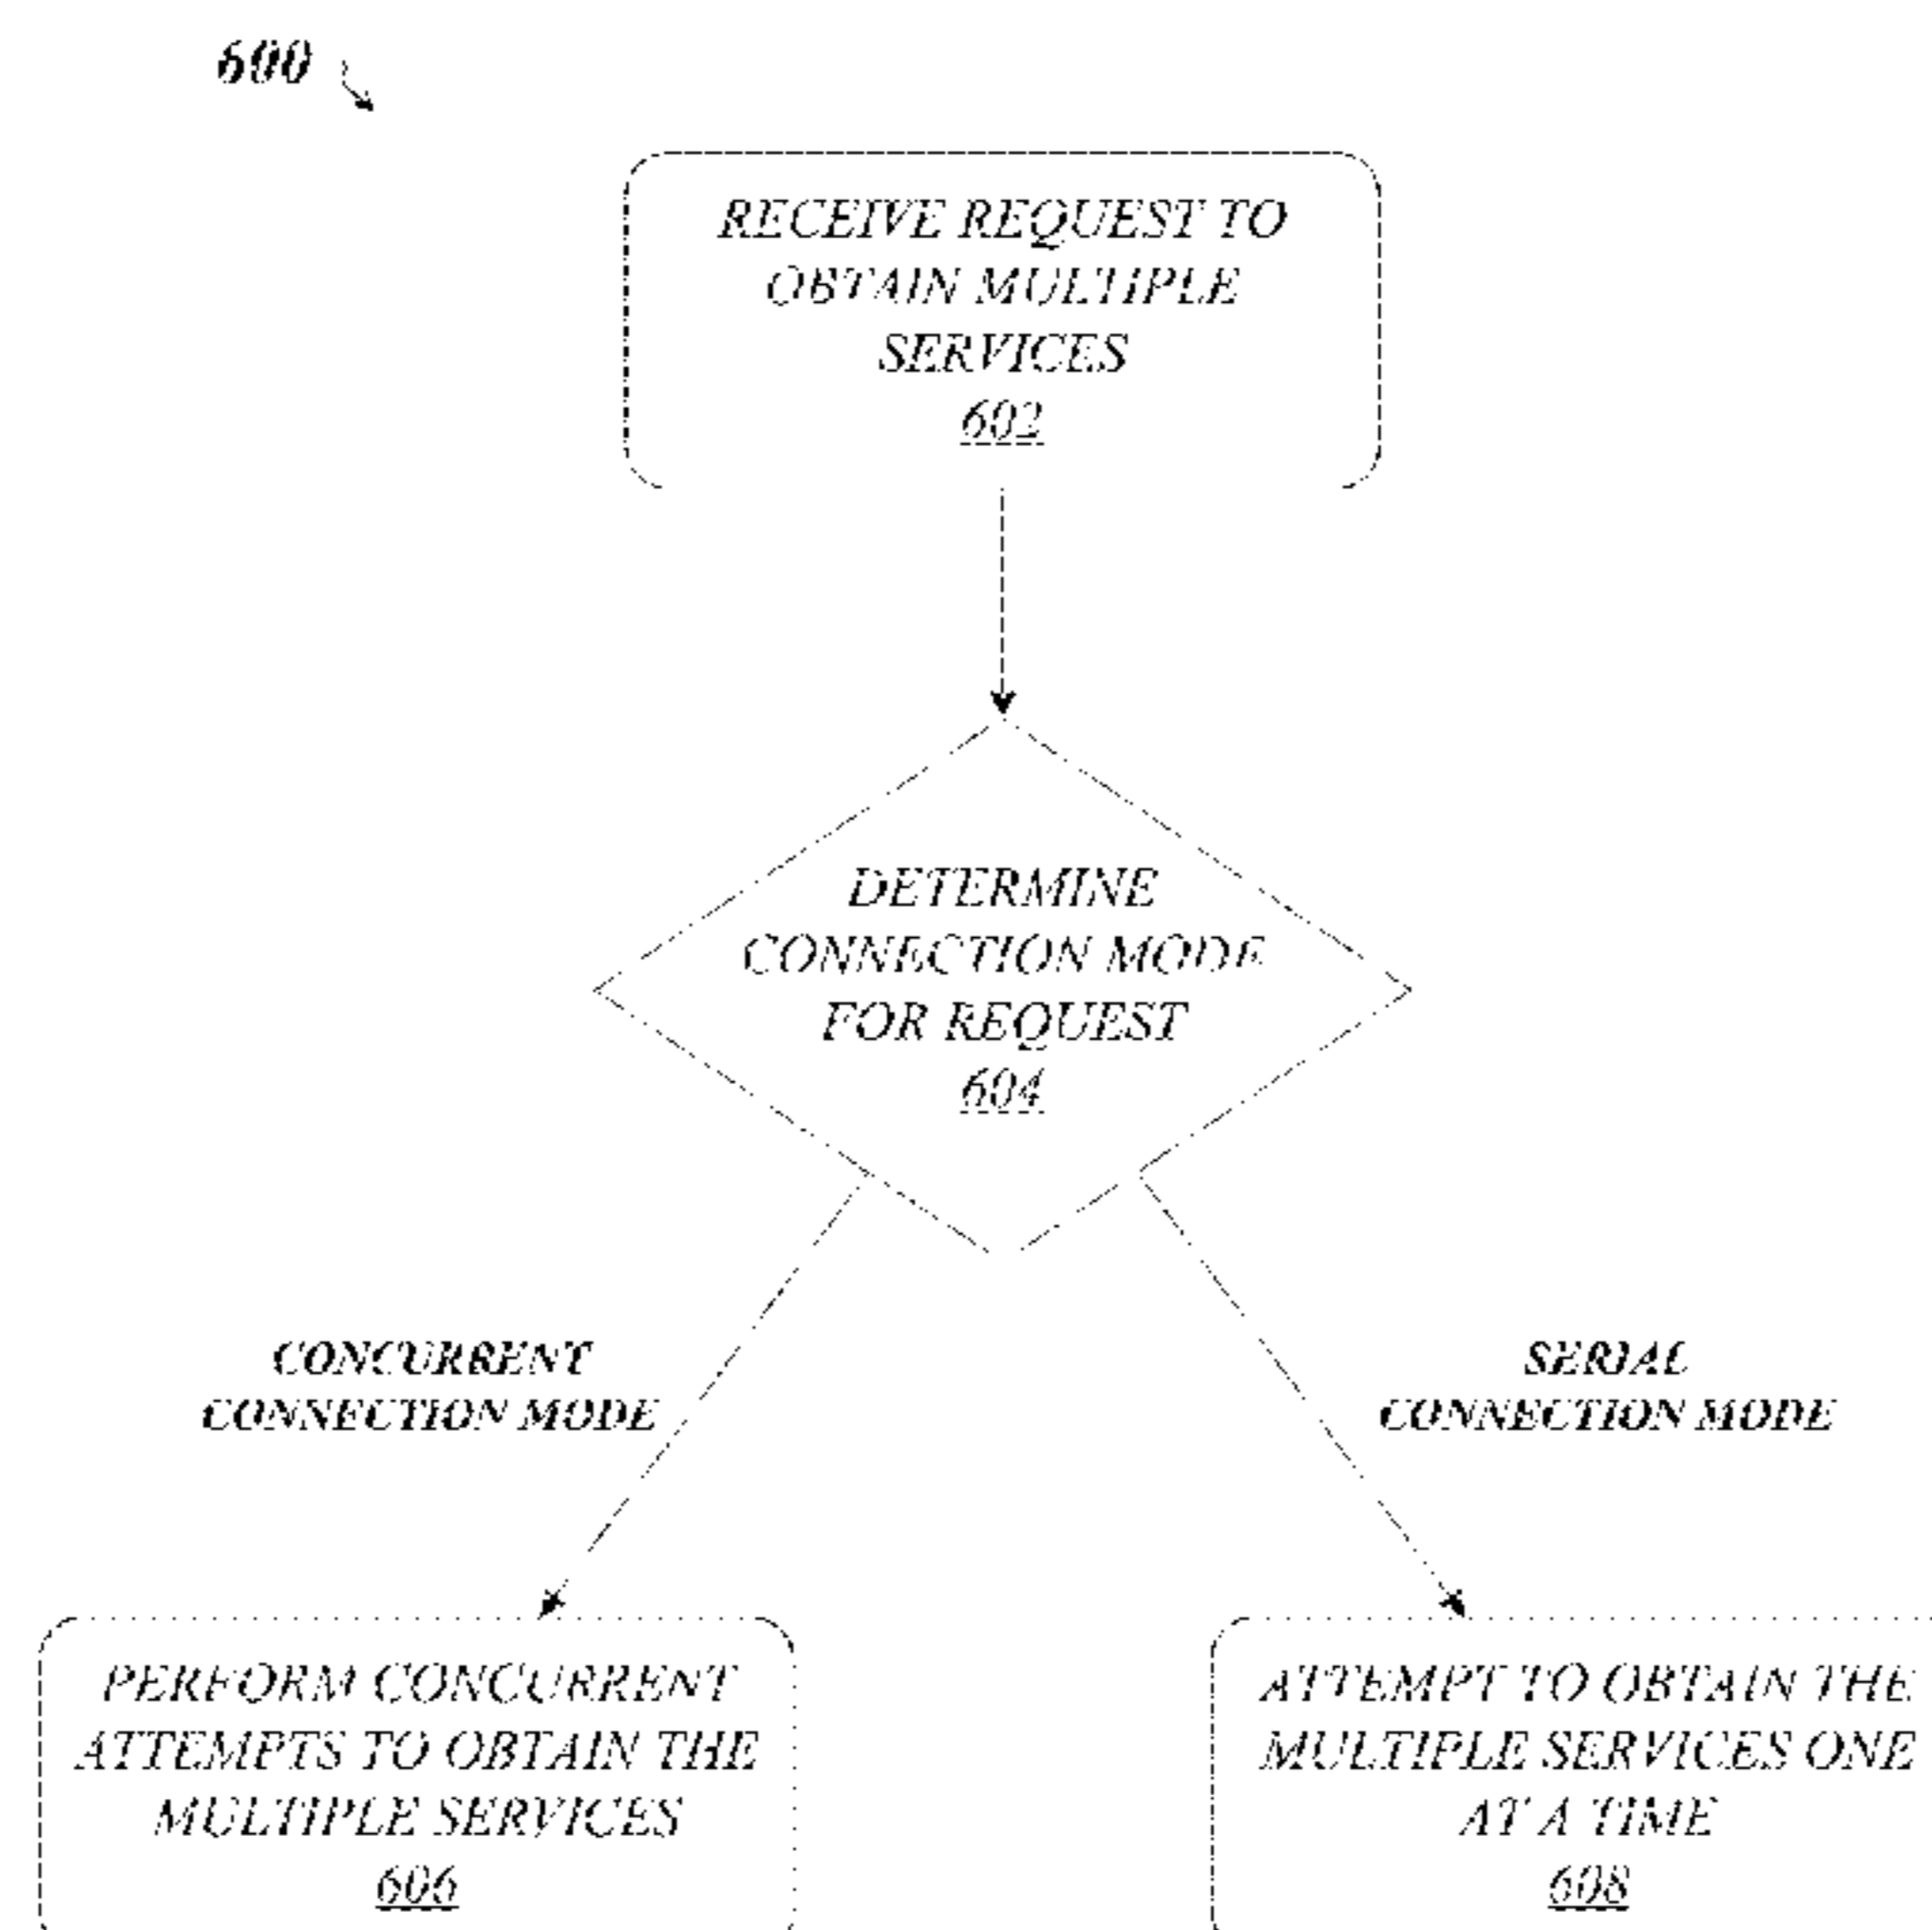 600
RECEIVE REQUEST TO
OBTAIN MULTIPLE
SERVICES
602
DETERMINE
CONNECTION MODE
FOR REQUEST
604
CONCURRENT
CONNECTION MODE
SERIAL
CONNECTION MODE
PERFORM CONCURRENT
ATTEMPTS TO OBTAIN THE
MULTIPLE SERVICES
606
ATTEMPT TO OBTAIN THE
MULTIPLE SERVICES ONE
AT A TIME
608